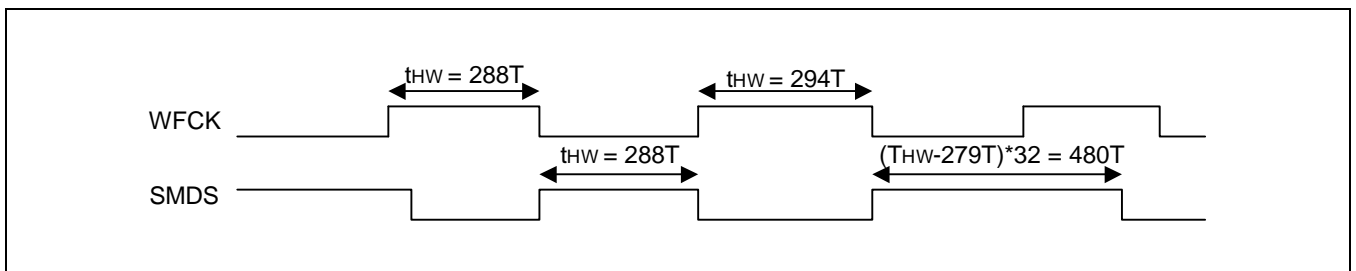 tHW = 288T
tHW = 294T
WFCK
tHW = 288T
(THW-279T)*32 = 480T
SMDS